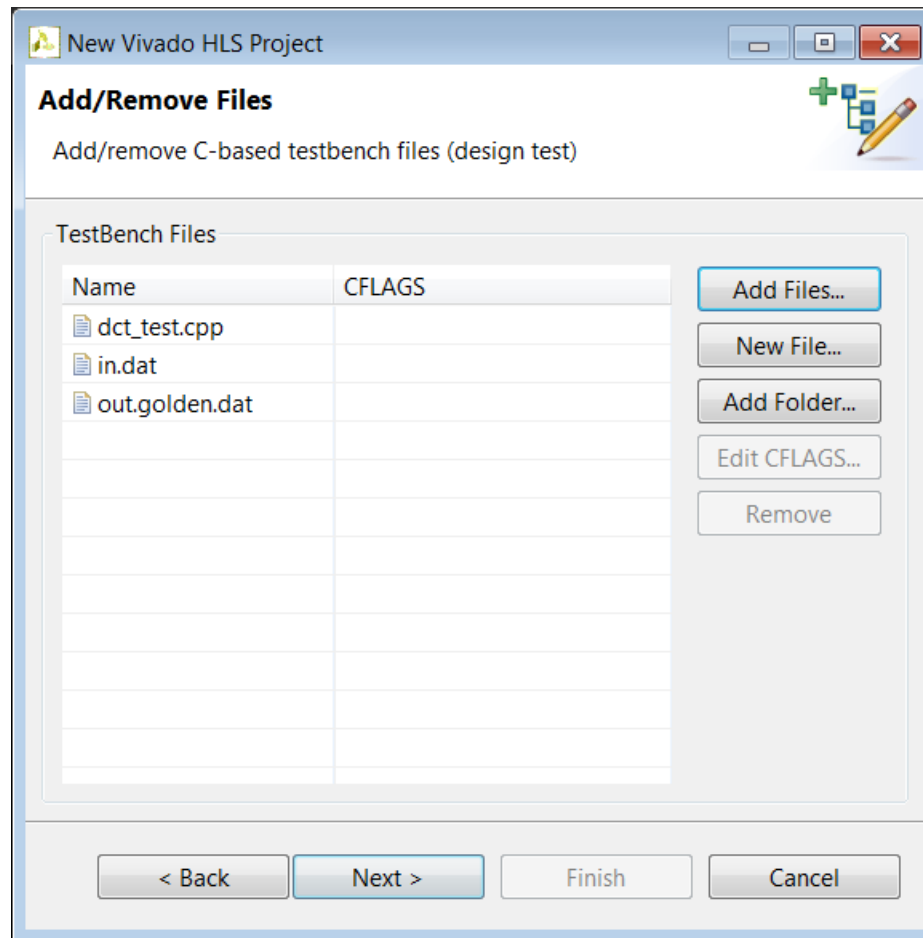 New Vivado HLS Project
Add/Remove Files
Add/remove C-based testbench files (design test)
TestBench Files
Name CFLAGS
dct_test.cpp
in.dat
out.golden.dat
Add Files...
New File...
Add Folder...
Edit CFLAGS...
Remove
< Back Next > Finish Cancel